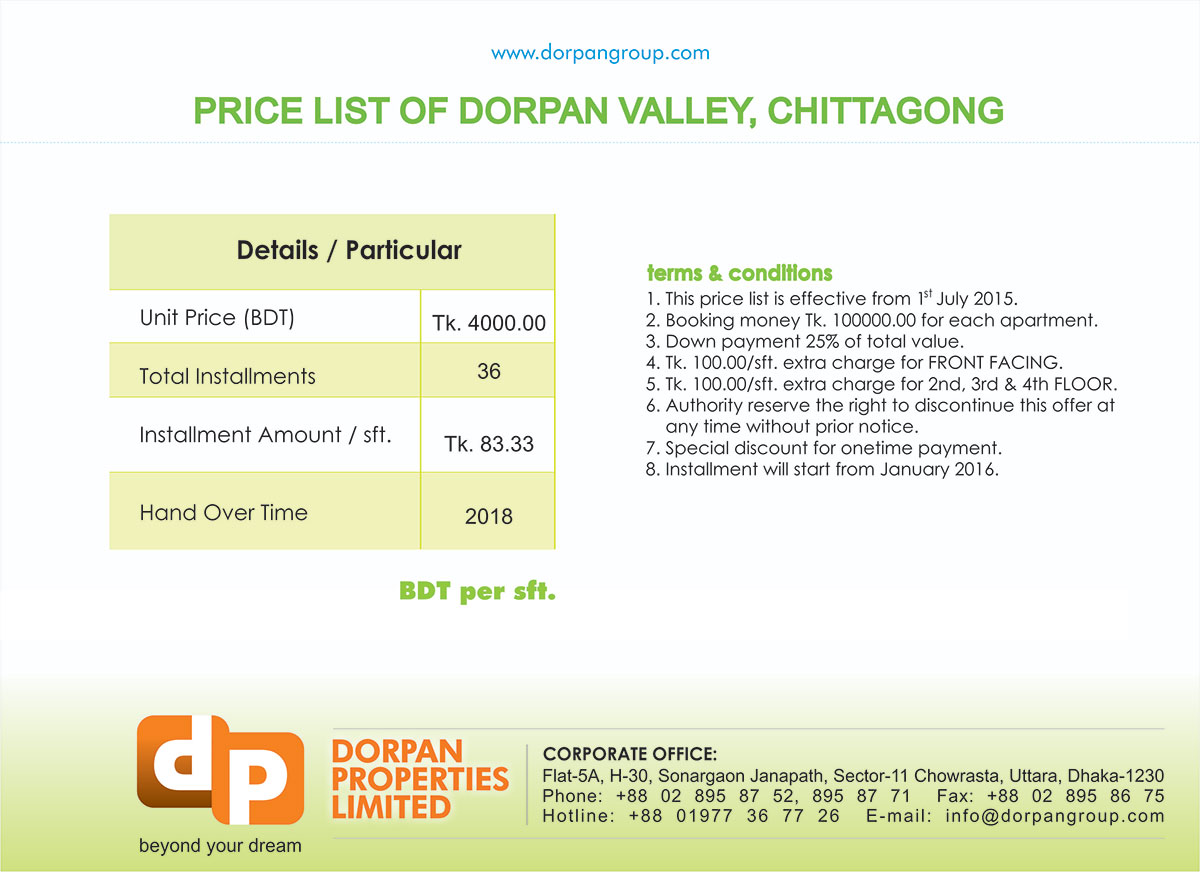 www.dorpangroup.com
PRICE LIST OF DORPAN VALLEY, CHITTAGONG
Details / Particular
Unit Price (BDT) Tk. 4000.00
Total Installments 36
Installment Amount / sft. Tk. 83.33
Hand Over Time 2018
BDT per sft.
terms & conditions
1. This price list is effective from 1st July 2015.
2. Booking money Tk. 100000.00 for each apartment.
3. Down payment 25% of total value.
4. Tk. 100.00/sft. extra charge for FRONT FACING.
5. Tk. 100.00/sft. extra charge for 2nd, 3rd & 4th FLOOR.
6. Authority reserve the right to discontinue this offer at
any time without prior notice.
7. Special discount for onetime payment.
8. Installment will start from January 2016.
dp
beyond your dream
DORPAN
PROPERTIES
LIMITED
CORPORATE OFFICE:
Flat-5A, H-30, Sonargaon Janapath, Sector-11 Chowrasta, Uttara, Dhaka-1230
Phone: +88 02 895 87 52, 895 87 71 Fax: +88 02 895 86 75
Hotline: +88 01977 36 77 26 E-mail: info@dorpangroup.com